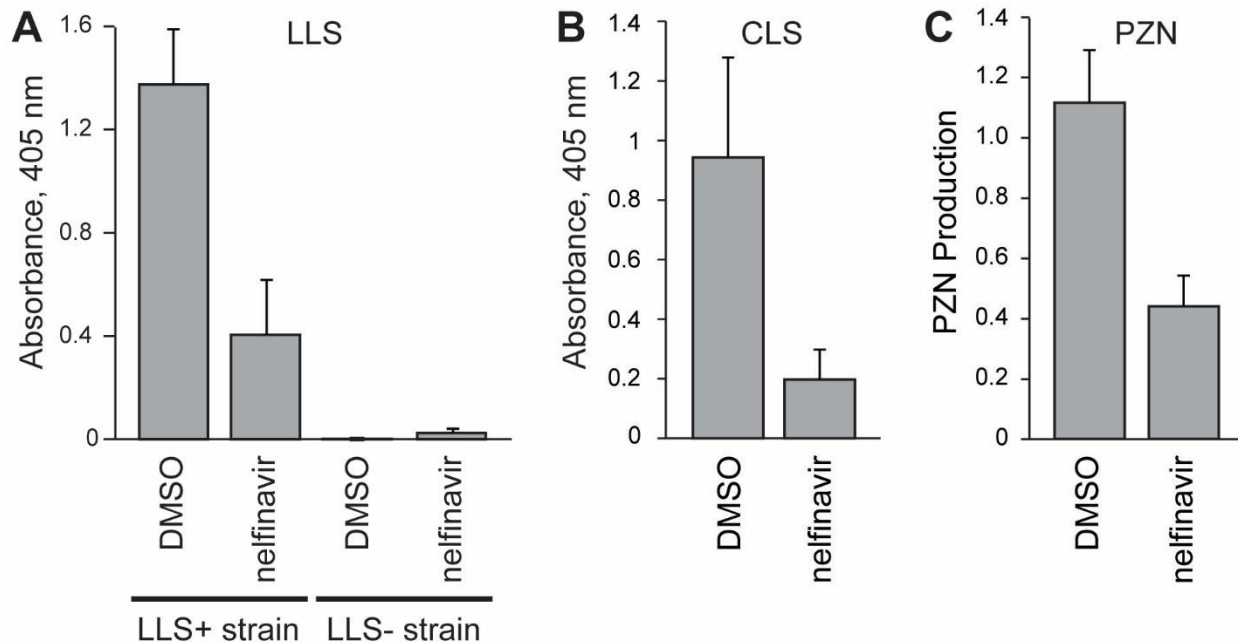 A
LLS
Absorbance, 405 nm
1.6
1.2
0.8
0.4
0
DMSO
nelfinavir
DMSO
nelfinavir
LLS+ strain
LLS- strain
B
CLS
Absorbance, 405 nm
1.4
1.2
1
0.8
0.6
0.4
0.2
0
DMSO
nelfinavir
C
PZN
PZN Production
1.4
1.2
1.0
0.8
0.6
0.4
0.2
0
DMSO
nelfinavir